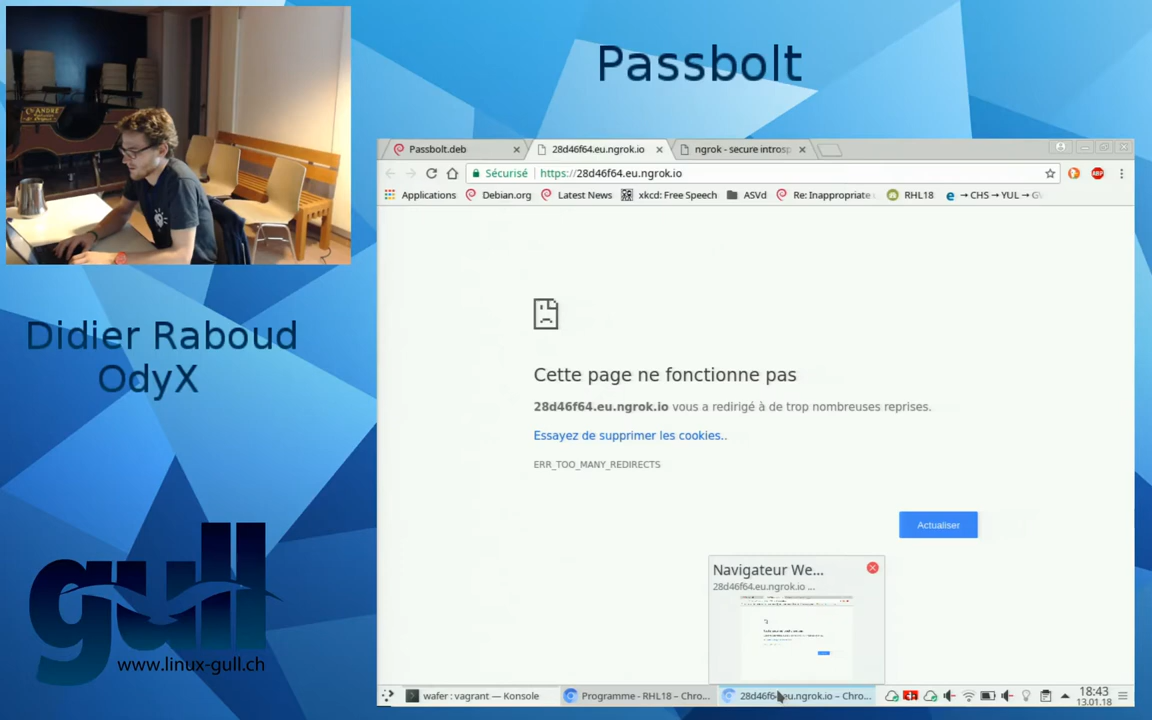 Passbolt
Didier Raboud
OdyX
gull
www.linux-gull.ch
Passbolt.deb
28d46f64.eu.ngrok.io
ngrok - secure introsp
Sécurisé
https://28d46f64.eu.ngrok.io
ABP
Applications
Debian.org
Latest News
xkcd: Free Speech
ASVd
Re: Inappropriate
RHL18
→ CHS → YUL → G
Cette page ne fonctionne pas
28d46f64.eu.ngrok.io vous a redirigé à de trop nombreuses reprises.
Essayez de supprimer les cookies..
ERR_TOO_MANY_REDIRECTS
Actualiser
Navigateur We...
28d46f64.eu.ngrok.io ...
wafer : vagrant — Konsole
Programme - RHL18 – Chro...
28d46f64.eu.ngrok.io – Chro...
18:43
13.01.18